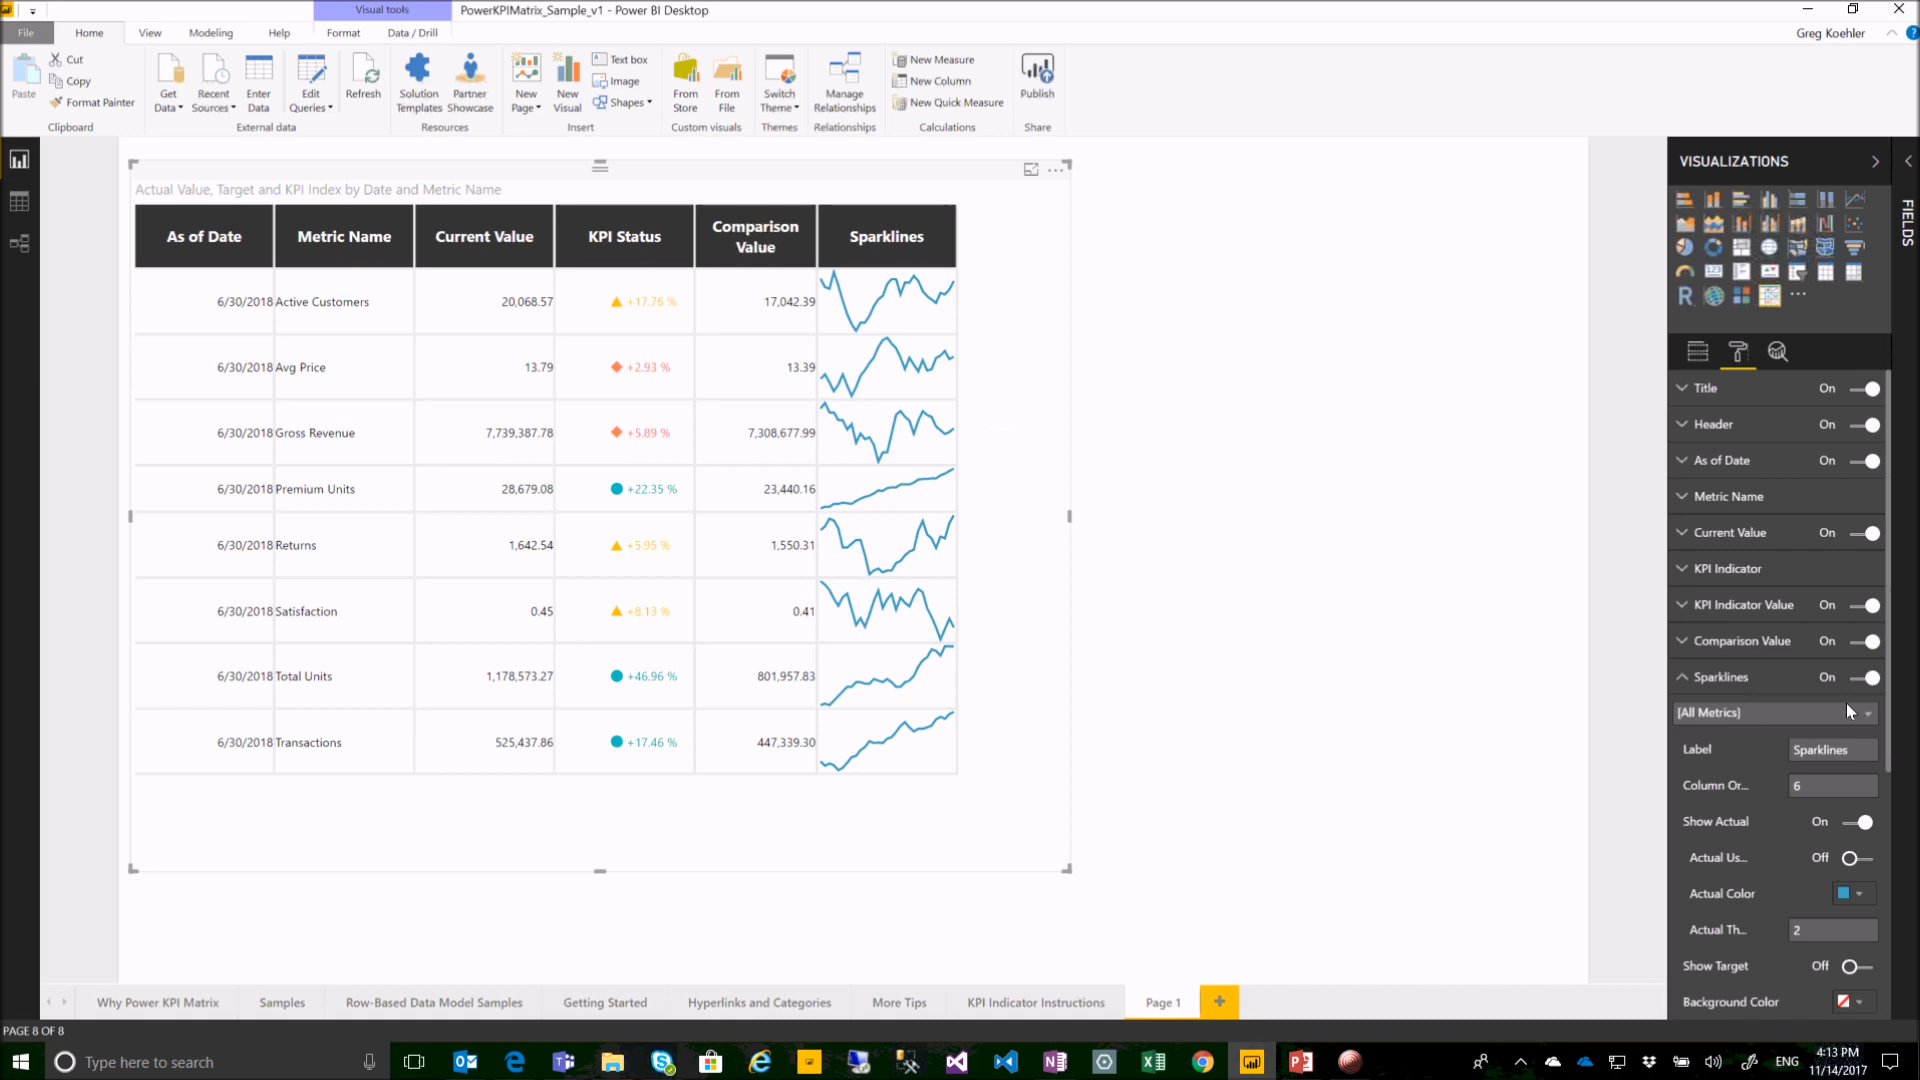 Visual tools
PowerKPIMatrix_Sample_v1 - Power BI Desktop
File
Home
View
Modeling
Help
Format
Data / Drill
Greg Koehler
Paste
Cut
Copy
Format Painter
Clipboard
Get Data
Recent Sources
Enter Data
Edit Queries
Refresh
External data
Solution Templates
Partner Showcase
Resources
New Page
New Visual
Text box
Image
Shapes
Insert
From Store
From File
Custom visuals
Switch Theme
Themes
Manage Relationships
Relationships
New Measure
New Column
New Quick Measure
Calculations
Publish
Share
Actual Value, Target and KPI Index by Date and Metric Name
As of Date Metric Name Current Value KPI Status Comparison Value Sparklines
6/30/2018 Active Customers 20,068.57 +17.76 % 17,042.39
6/30/2018 Avg Price 13.79 +2.93 % 13.39
6/30/2018 Gross Revenue 7,739,387.78 +5.89 % 7,308,677.99
6/30/2018 Premium Units 28,679.08 +22.35 % 23,440.16
6/30/2018 Returns 1,642.54 +5.95 % 1,550.31
6/30/2018 Satisfaction 0.45 +8.13 % 0.41
6/30/2018 Total Units 1,178,573.27 +46.96 % 801,957.83
6/30/2018 Transactions 525,437.86 +17.46 % 447,339.30
VISUALIZATIONS
FIELDS
Title On
Header On
As of Date On
Metric Name
Current Value On
KPI Indicator
KPI Indicator Value On
Comparison Value On
Sparklines On
[All Metrics]
Label Sparklines
Column Or... 6
Show Actual On
Actual Us... Off
Actual Color
Actual Th... 2
Show Target Off
Background Color
Why Power KPI Matrix
Samples
Row-Based Data Model Samples
Getting Started
Hyperlinks and Categories
More Tips
KPI Indicator Instructions
Page 1
PAGE 8 OF 8
Type here to search
ENG
4:13 PM
11/14/2017